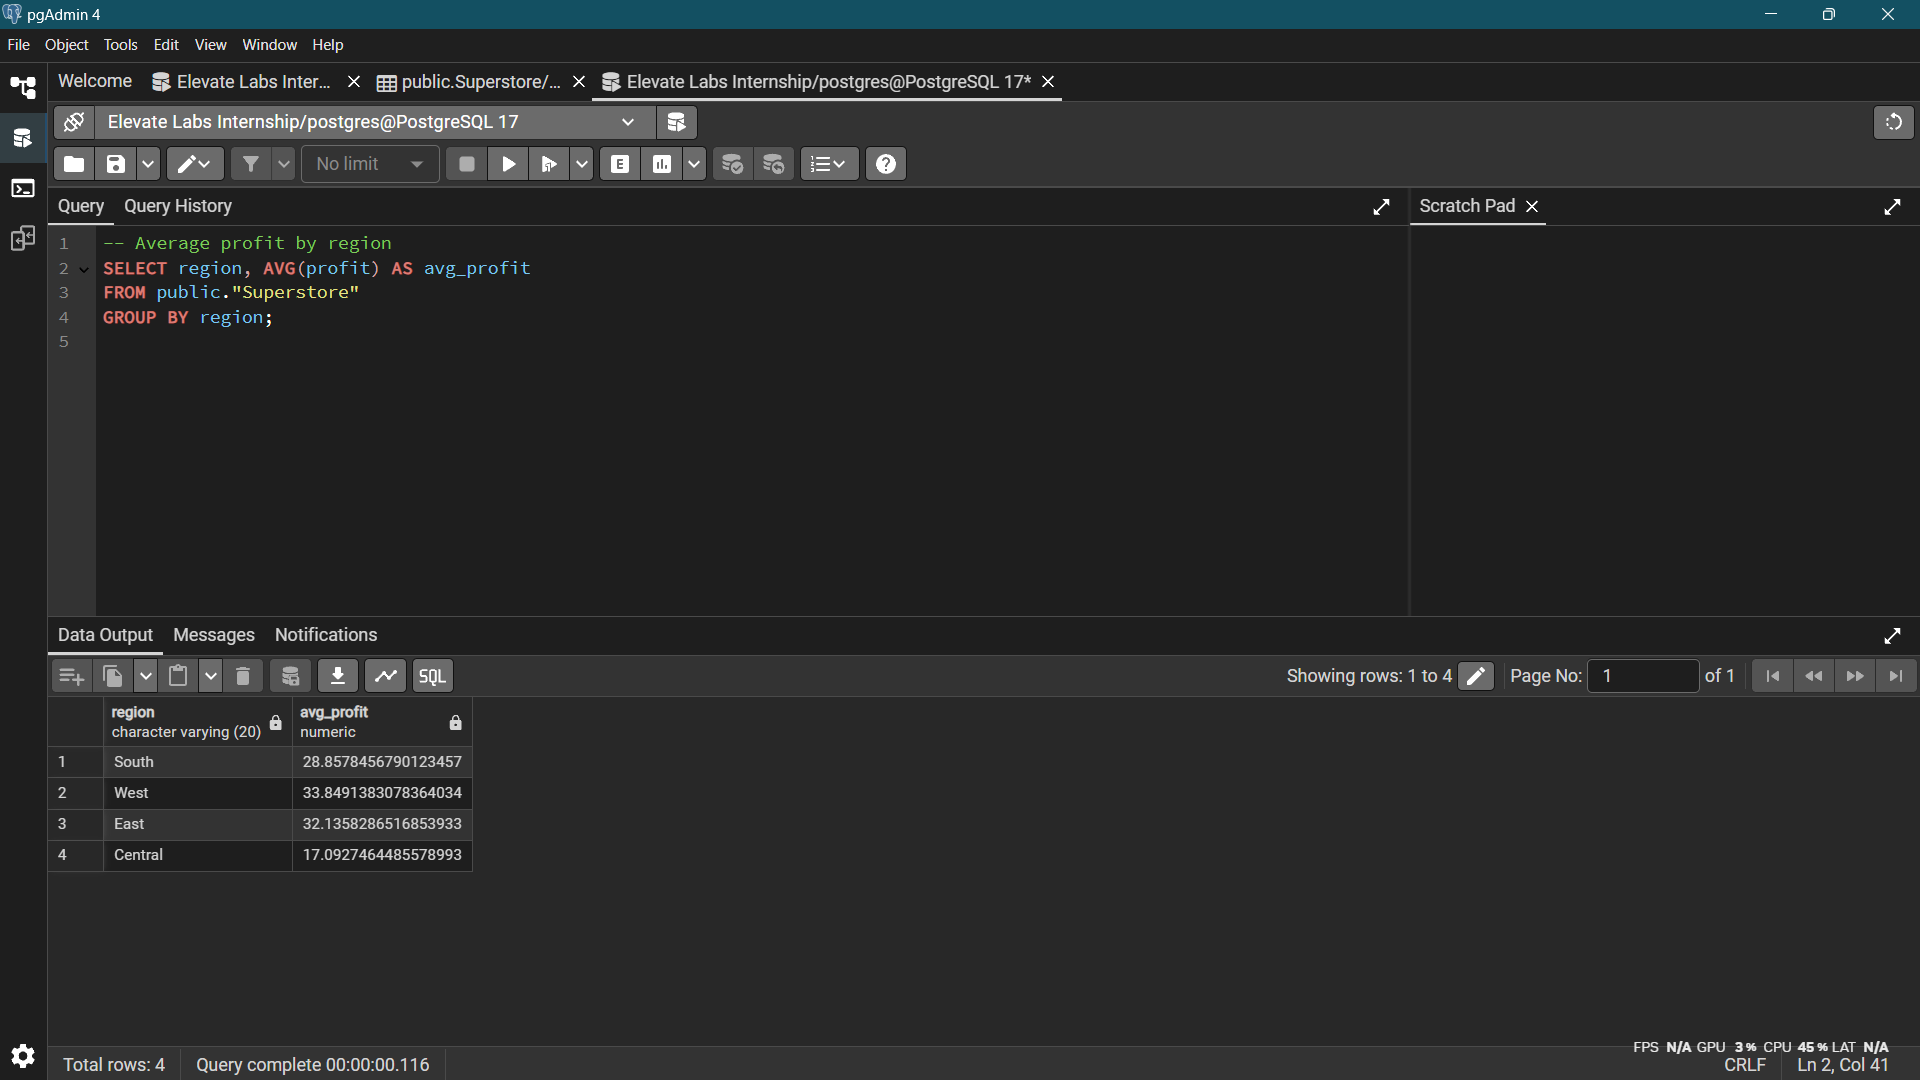 pgAdmin 4
File Object Tools Edit View Window Help
Welcome Elevate Labs Inter... public.Superstore/... Elevate Labs Internship/postgres@PostgreSQL 17*
Elevate Labs Internship/postgres@PostgreSQL 17
No limit E
Query Query History Scratch Pad
1 -- Average profit by region
2 SELECT region, AVG(profit) AS avg_profit
3 FROM public."Superstore"
4 GROUP BY region;
5
Data Output Messages Notifications
SQL Showing rows: 1 to 4 Page No: 1 of 1
region avg_profit
character varying (20) numeric
1 South 28.8578456790123457
2 West 33.8491383078364034
3 East 32.1358286516853933
4 Central 17.0927464485578993
FPS N/A GPU 3% CPU 45% LAT N/A
Total rows: 4 Query complete 00:00:00.116 CRLF Ln 2, Col 41